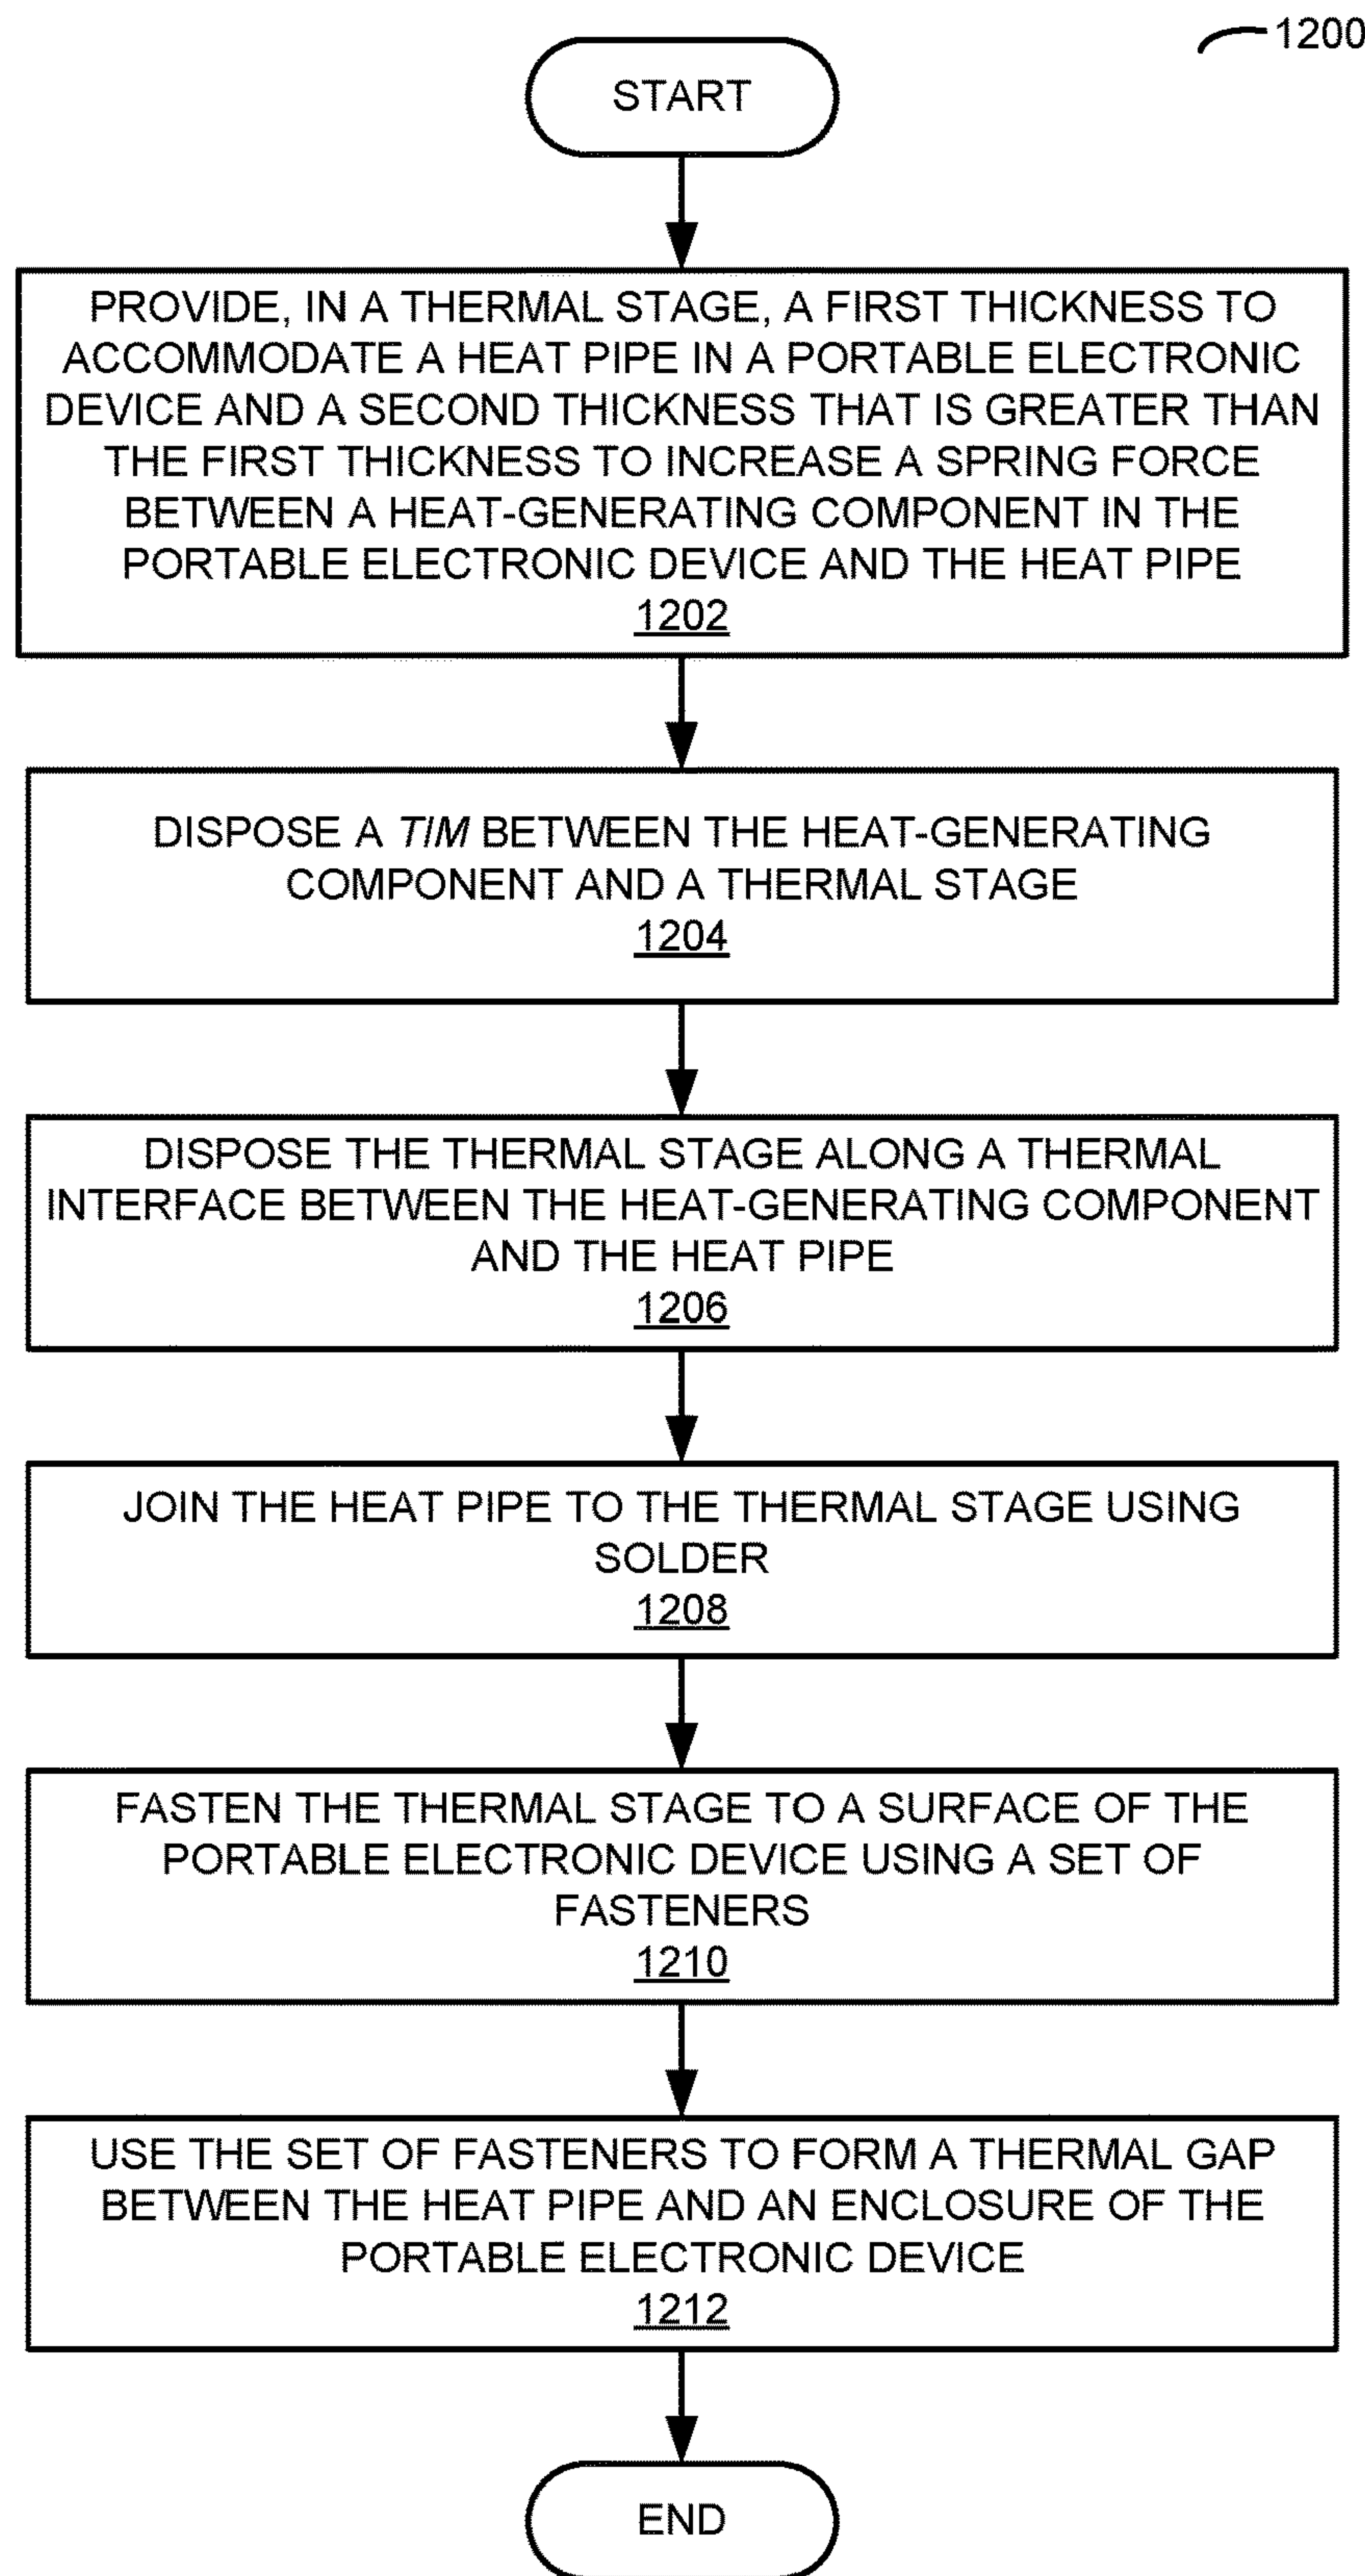 1200
START
PROVIDE, IN A THERMAL STAGE, A FIRST THICKNESS TO
ACCOMMODATE A HEAT PIPE IN A PORTABLE ELECTRONIC
DEVICE AND A SECOND THICKNESS THAT IS GREATER THAN
THE FIRST THICKNESS TO INCREASE A SPRING FORCE
BETWEEN A HEAT-GENERATING COMPONENT IN THE
PORTABLE ELECTRONIC DEVICE AND THE HEAT PIPE
1202
DISPOSE A TIM BETWEEN THE HEAT-GENERATING
COMPONENT AND A THERMAL STAGE
1204
DISPOSE THE THERMAL STAGE ALONG A THERMAL
INTERFACE BETWEEN THE HEAT-GENERATING COMPONENT
AND THE HEAT PIPE
1206
JOIN THE HEAT PIPE TO THE THERMAL STAGE USING
SOLDER
1208
FASTEN THE THERMAL STAGE TO A SURFACE OF THE
PORTABLE ELECTRONIC DEVICE USING A SET OF
FASTENERS
1210
USE THE SET OF FASTENERS TO FORM A THERMAL GAP
BETWEEN THE HEAT PIPE AND AN ENCLOSURE OF THE
PORTABLE ELECTRONIC DEVICE
1212
END